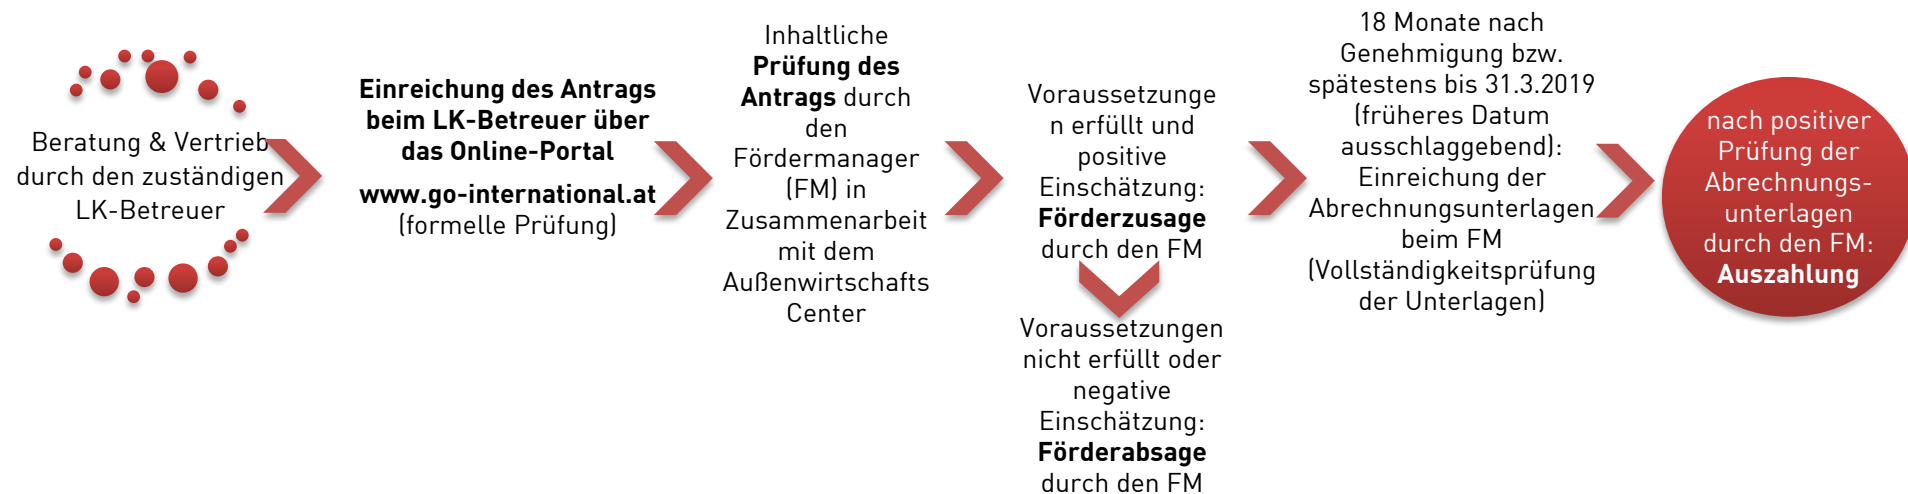 Beratung & Vertrieb
durch den zuständigen
LK-Betreuer
Einreichung des Antrags
beim LK-Betreuer über
das Online-Portal
www.go-international.at
(formelle Prüfung)
Inhaltliche
Prüfung des
Antrags durch
den
Fördermanager
(FM) in
Zusammenarbeit
mit dem
Außenwirtschafts
Center
Voraussetzunge
n erfüllt und
positive
Einschätzung:
Förderzusage
durch den FM
Voraussetzungen
nicht erfüllt oder
negative
Einschätzung:
Förderabsage
durch den FM
18 Monate nach
Genehmigung bzw.
spätestens bis 31.3.2019
(früheres Datum
ausschlaggebend):
Einreichung der
Abrechnungsunterlagen
beim FM
(Vollständigkeitsprüfung
der Unterlagen)
nach positiver
Prüfung der
Abrechnungs-
unterlagen
durch den FM:
Auszahlung